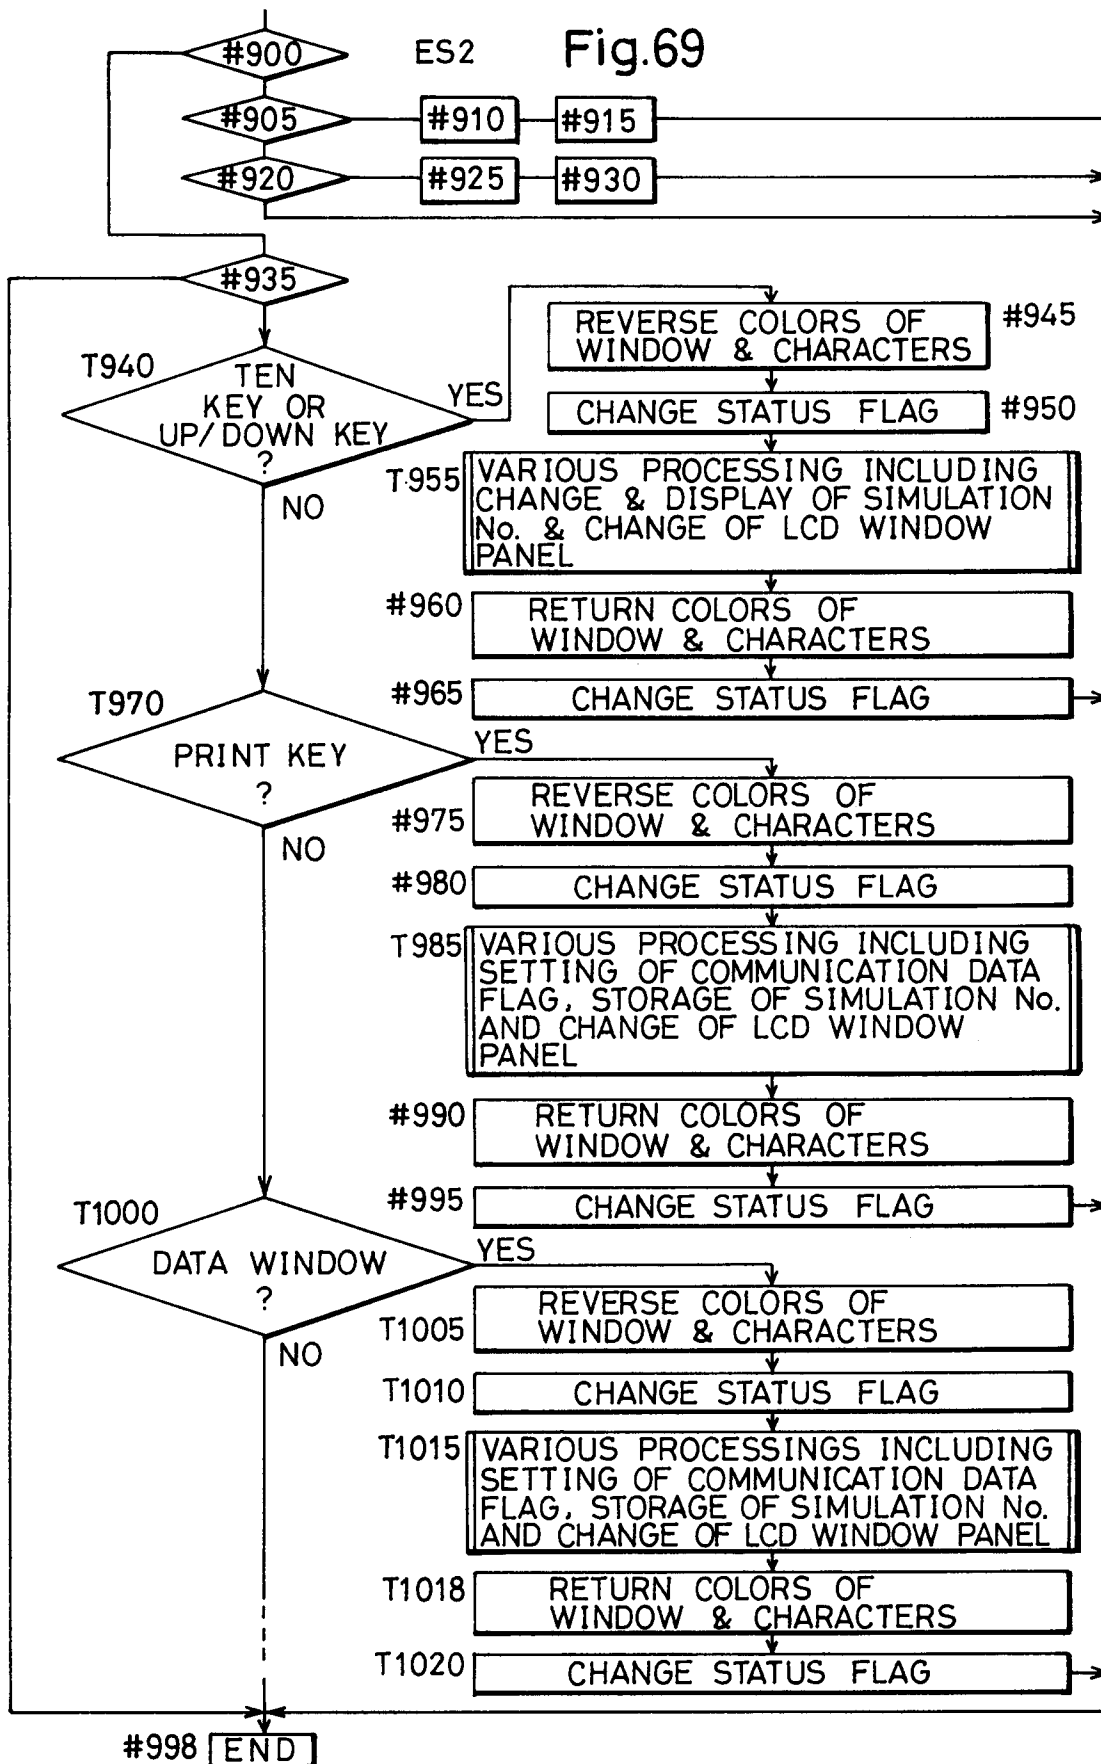 #900
ES2
Fig.69
#905
#910
#915
#920
#925
#930
#935
T940
TEN
KEY OR
UP/DOWN KEY
?
YES
NO
REVERSE COLORS OF
WINDOW & CHARACTERS
#945
CHANGE STATUS FLAG
#950
T955
VARIOUS PROCESSING INCLUDING
CHANGE & DISPLAY OF SIMULATION
No. & CHANGE OF LCD WINDOW
PANEL
#960
RETURN COLORS OF
WINDOW & CHARACTERS
#965
CHANGE STATUS FLAG
T970
PRINT KEY
?
YES
NO
REVERSE COLORS OF
WINDOW & CHARACTERS
#975
#980
CHANGE STATUS FLAG
T985
VARIOUS PROCESSING INCLUDING
SETTING OF COMMUNICATION DATA
FLAG, STORAGE OF SIMULATION No.
AND CHANGE OF LCD WINDOW
PANEL
#990
RETURN COLORS OF
WINDOW & CHARACTERS
#995
CHANGE STATUS FLAG
T1000
DATA WINDOW
?
YES
NO
REVERSE COLORS OF
WINDOW & CHARACTERS
T1005
T1010
CHANGE STATUS FLAG
T1015
VARIOUS PROCESSINGS INCLUDING
SETTING OF COMMUNICATION DATA
FLAG, STORAGE OF SIMULATION No.
AND CHANGE OF LCD WINDOW PANEL
T1018
RETURN COLORS OF
WINDOW & CHARACTERS
T1020
CHANGE STATUS FLAG
#998
END